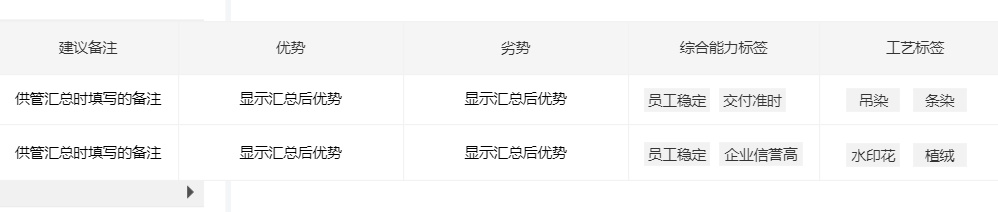 建议备注 优势 劣势 综合能力标签 工艺标签
供管汇总时填写的备注 显示汇总后优势 显示汇总后优势 员工稳定 交付准时 吊染 条染
供管汇总时填写的备注 显示汇总后优势 显示汇总后优势 员工稳定 企业信誉高 水印花 植绒